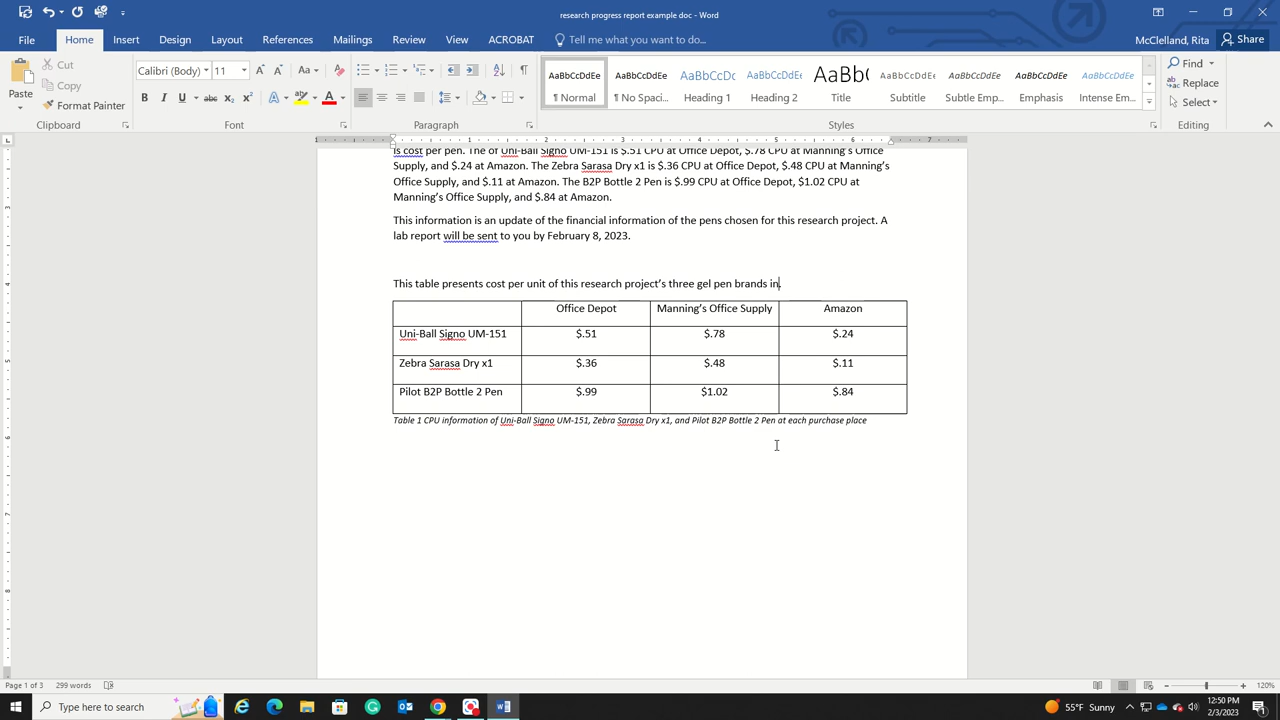 research progress report example doc - Word
McClelland, Rita
Share
File Home Insert Design Layout References Mailings Review View ACROBAT Tell me what you want to do...
Cut
Copy
Format Painter
Paste
Clipboard
Calibri (Body) 11
Font
Paragraph
AaBbCcDdEe AaBbCcDdEe AaBbCcDc AaBbCcDdEe AaBb( AaBbCcDdEe AaBbCcDdEe AaBbCcDdEe AaBbCcDdEe
¶ Normal ¶ No Spaci... Heading 1 Heading 2 Title Subtitle Subtle Emp... Emphasis Intense Em...
Styles
Find
Replace
Select
Editing
is cost per pen. The of Uni-Ball Signo UM-151 is $.51 CPU at Office Depot, $.78 CPU at Manning's Office
Supply, and $.24 at Amazon. The Zebra Sarasa Dry x1 is $.36 CPU at Office Depot, $.48 CPU at Manning's
Office Supply, and $.11 at Amazon. The B2P Bottle 2 Pen is $.99 CPU at Office Depot, $1.02 CPU at
Manning's Office Supply, and $.84 at Amazon.
This information is an update of the financial information of the pens chosen for this research project. A
lab report will be sent to you by February 8, 2023.
This table presents cost per unit of this research project's three gel pen brands in.
Office Depot Manning's Office Supply Amazon
Uni-Ball Signo UM-151 $.51 $.78 $.24
Zebra Sarasa Dry x1 $.36 $.48 $.11
Pilot B2P Bottle 2 Pen $.99 $1.02 $.84
Table 1 CPU information of Uni-Ball Signo UM-151, Zebra Sarasa Dry x1, and Pilot B2P Bottle 2 Pen at each purchase place
Page 1 of 3 299 words
120%
Type here to search
55°F Sunny
12:50 PM
2/3/2023